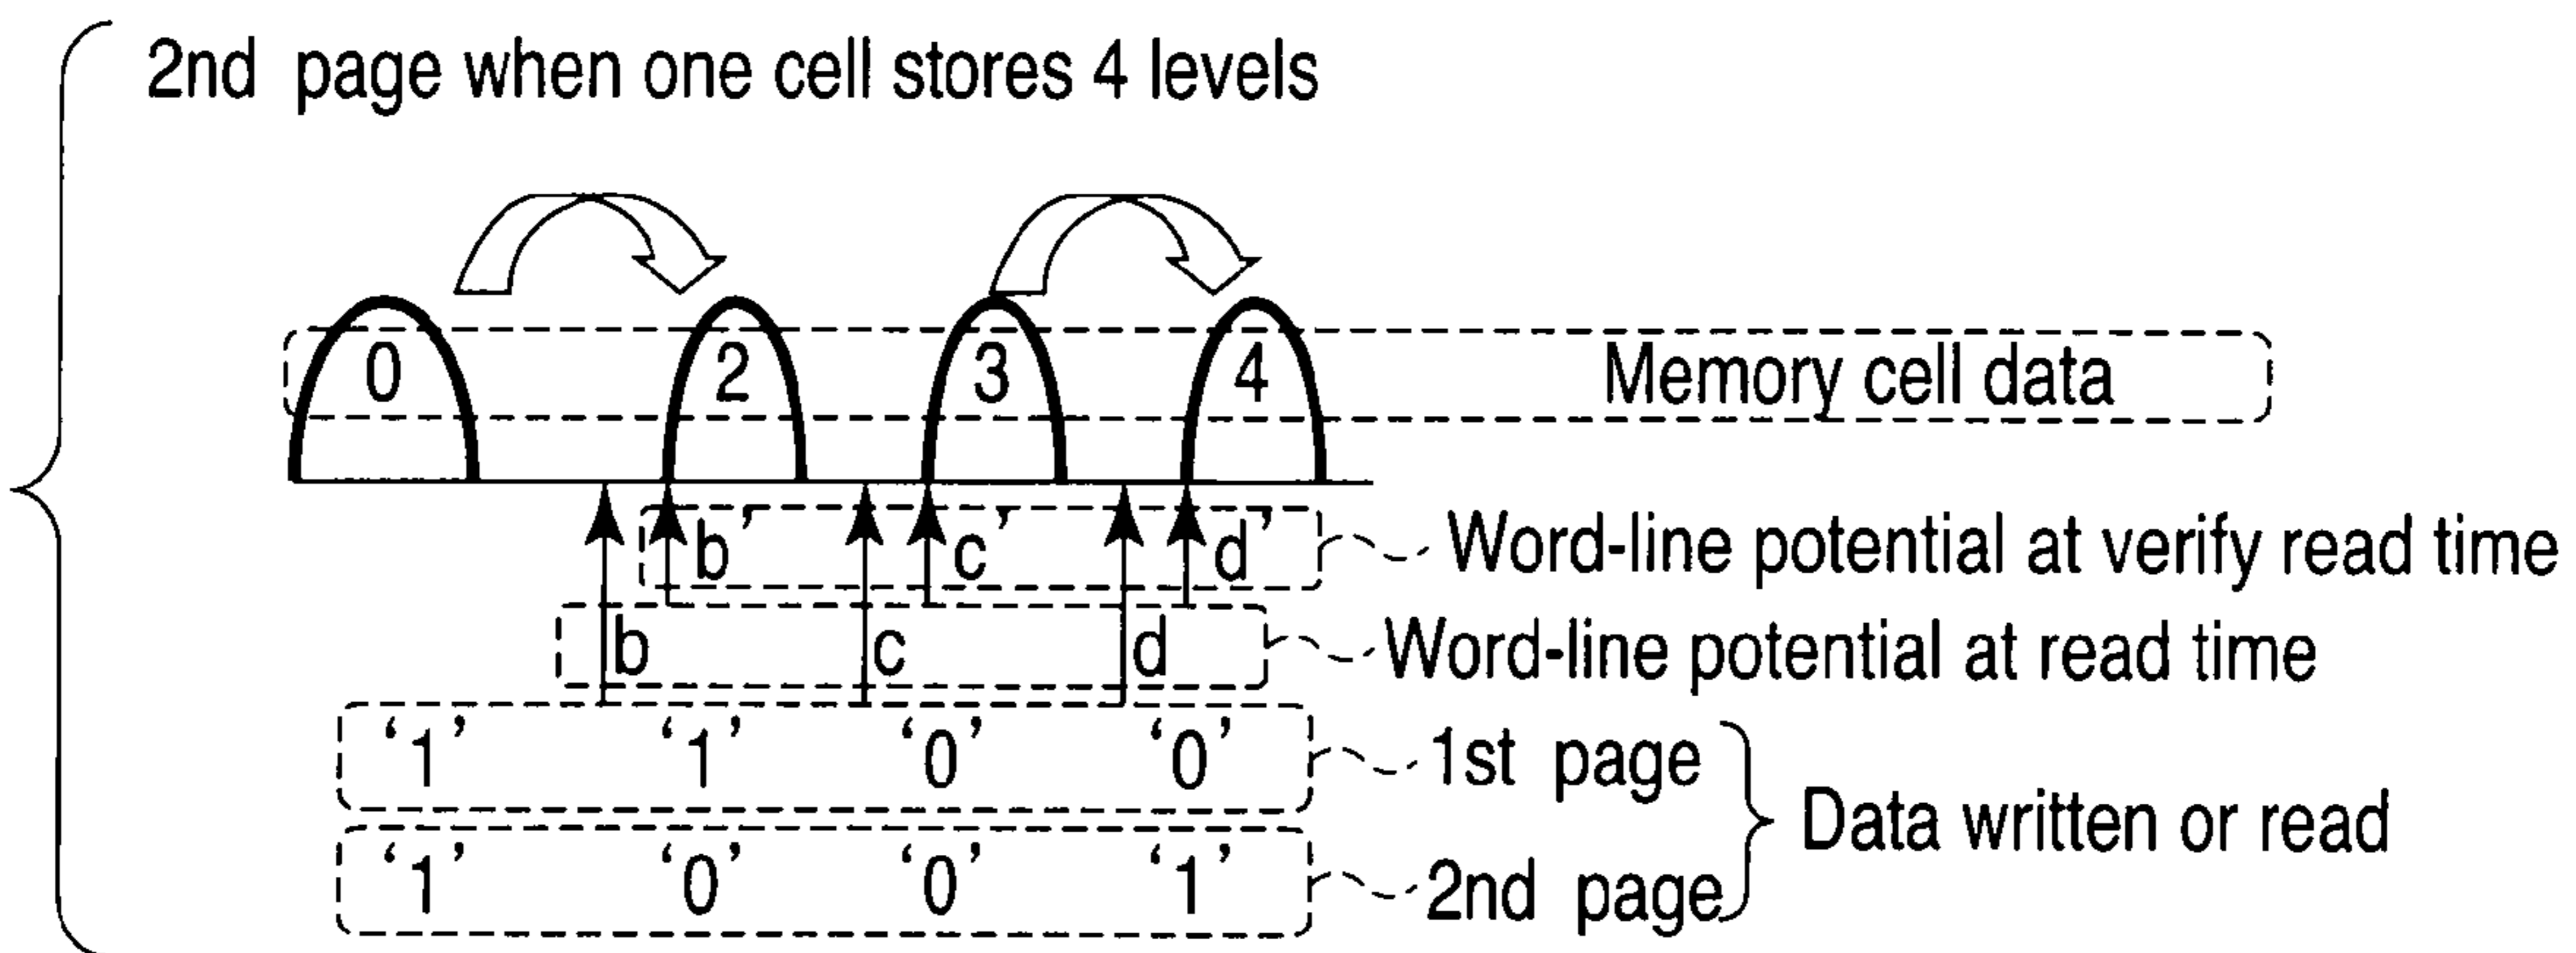 2nd page when one cell stores 4 levels
0 2 3 4 Memory cell data
b’ c’ d’ Word-line potential at verify read time
b c d Word-line potential at read time
‘1’ ‘1’ ‘0’ ‘0’ 1st page
Data written or read
‘1’ ‘0’ ‘0’ ‘1’ 2nd page